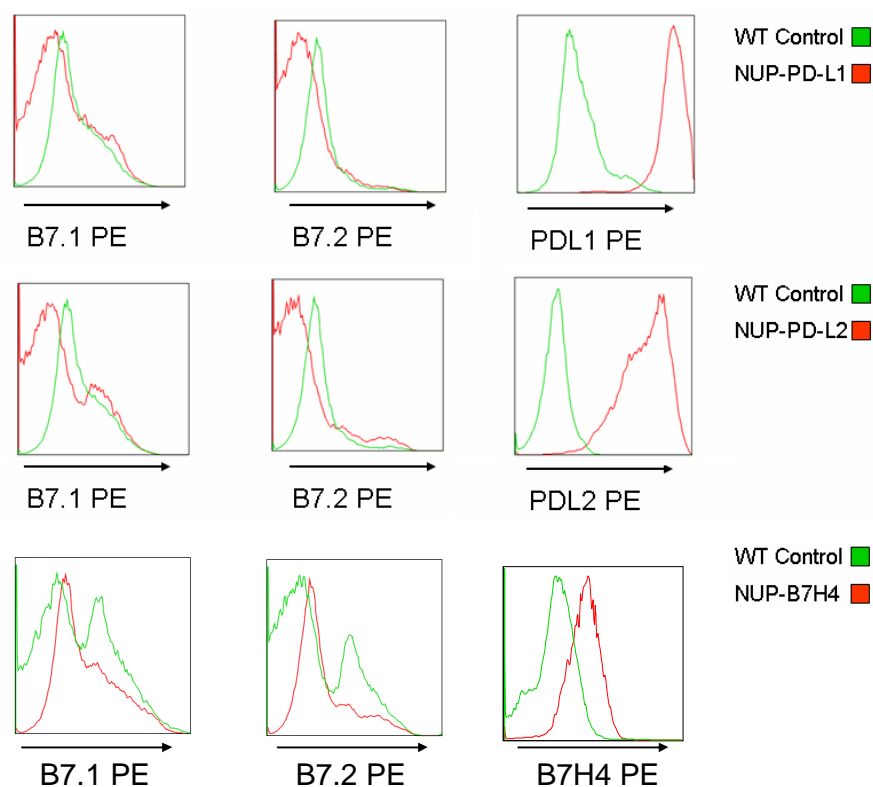 WT Control
NUP-PD-L1
B7.1 PE
B7.2 PE
PDL1 PE
WT Control
NUP-PD-L2
B7.1 PE
B7.2 PE
PDL2 PE
WT Control
NUP-B7H4
B7.1 PE
B7.2 PE
B7H4 PE